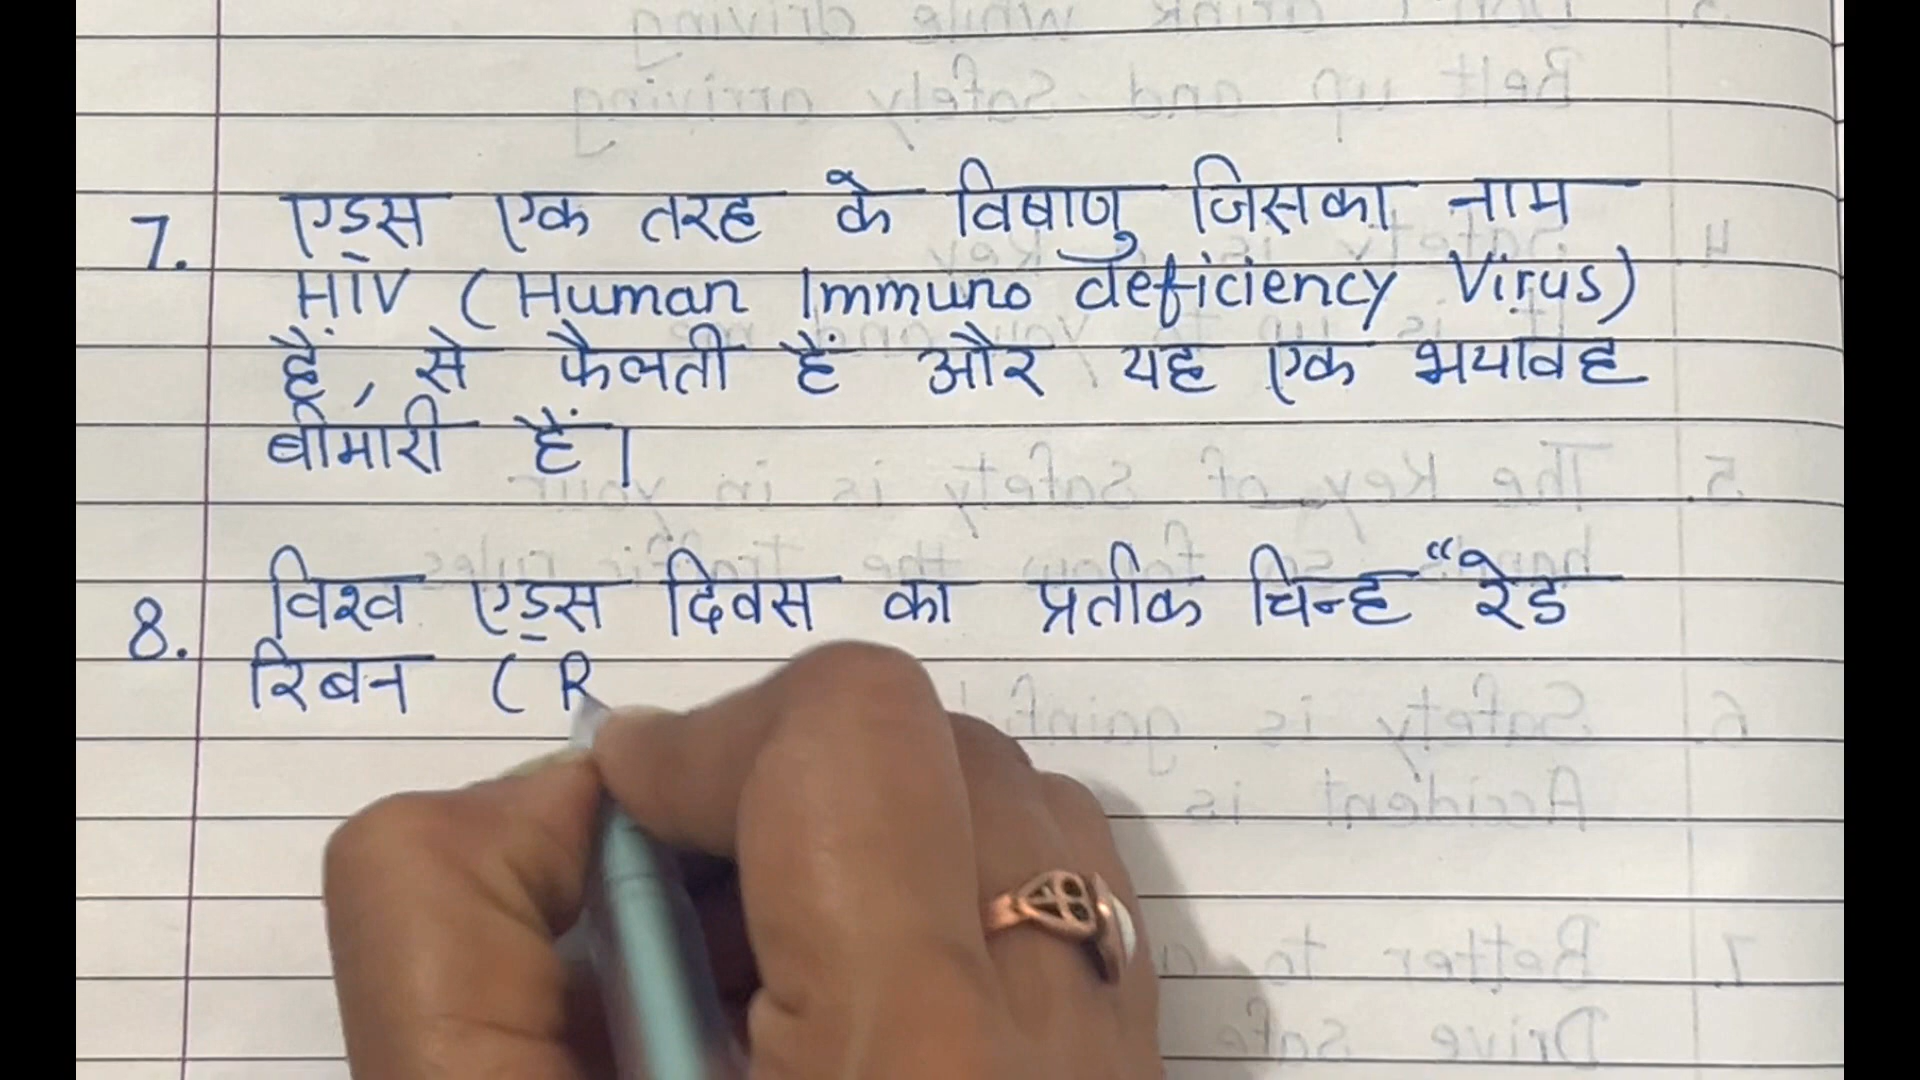 7. एड्स एक तरह के विषाणु जिसका नाम
HIV (Human Immuno deficiency Virus)
हैं, से फैलती हैं और यह एक भयावह
बीमारी हैं।
8. विश्व एड्स दिवस का प्रतीक चिन्ह “रेड
रिबन ( R